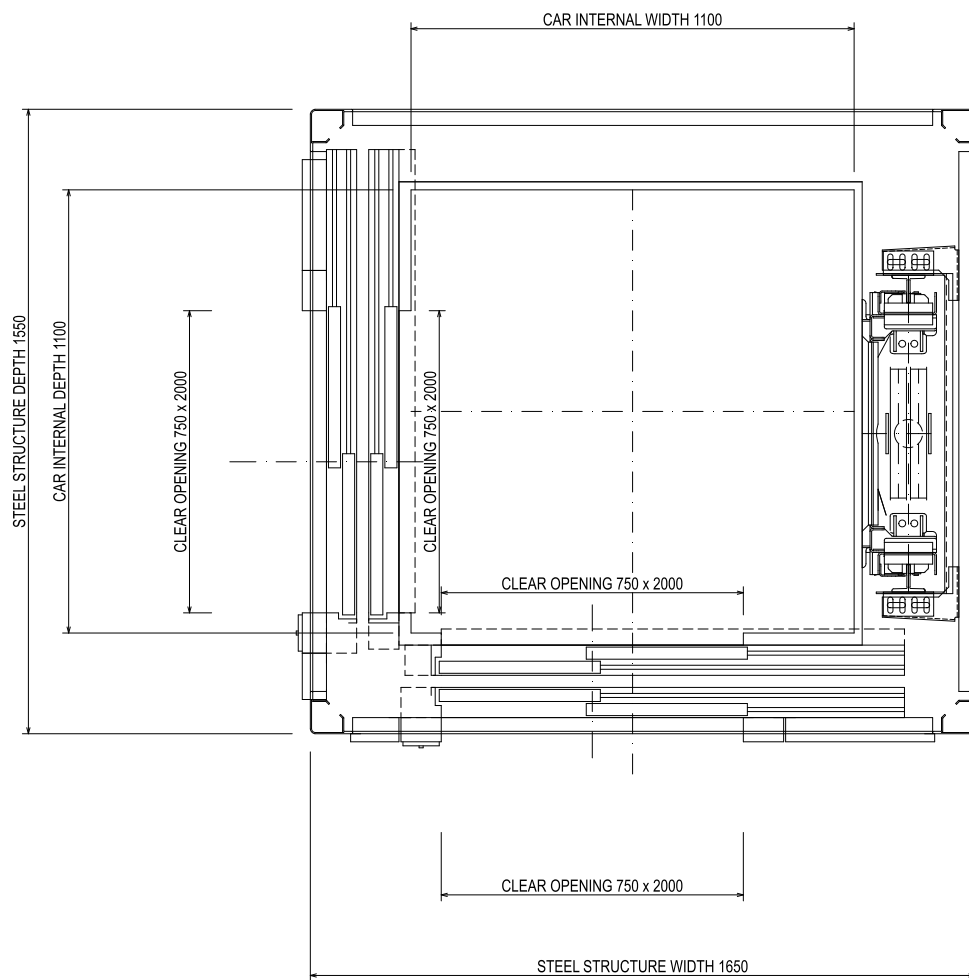 CAR INTERNAL WIDTH 1100
STEEL STRUCTURE DEPTH 1550
CAR INTERNAL DEPTH 1100
CLEAR OPENING 750 x 2000
CLEAR OPENING 750 x 2000
CLEAR OPENING 750 x 2000
CLEAR OPENING 750 x 2000
STEEL STRUCTURE WIDTH 1650